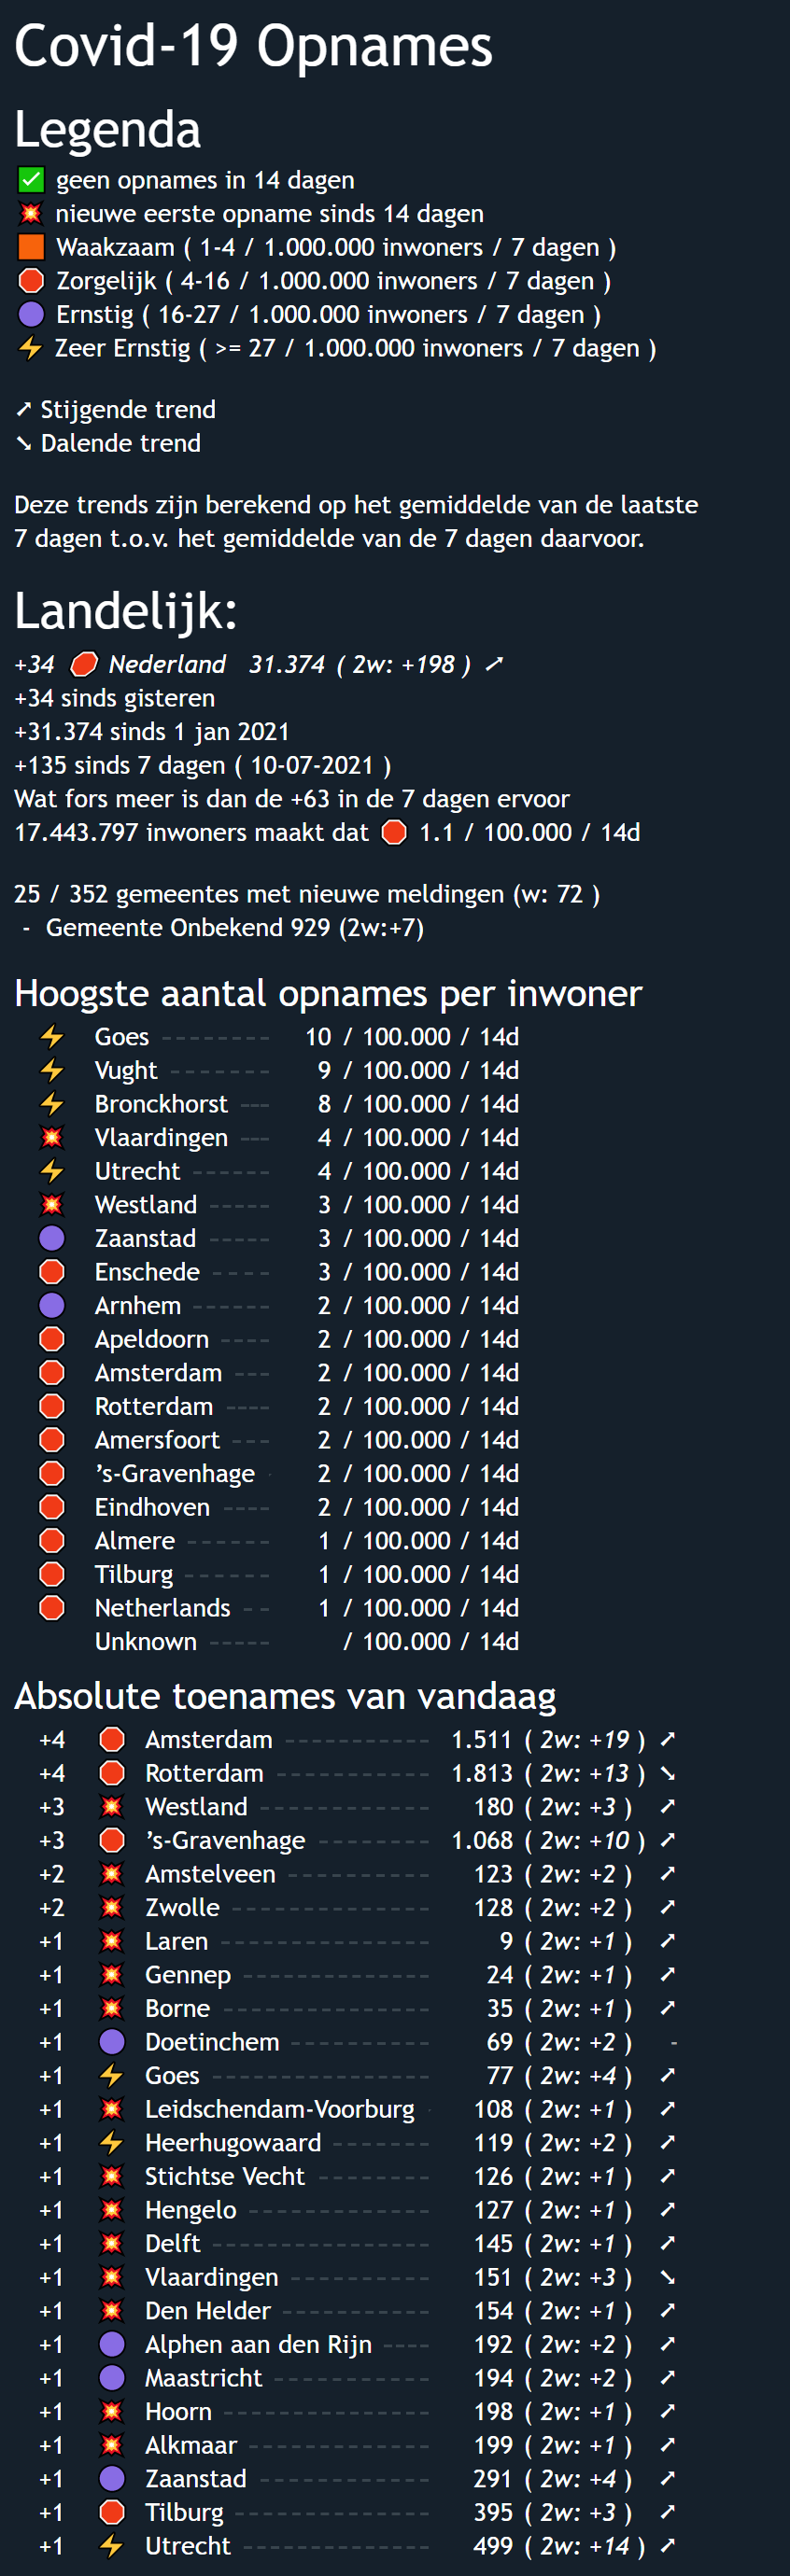 Covid-19 Opnames
Legenda
✅ geen opnames in 14 dagen
💥 nieuwe eerste opname sinds 14 dagen
🟧 Waakzaam ( 1-4 / 1.000.000 inwoners / 7 dagen )
🛑 Zorgelijk ( 4-16 / 1.000.000 inwoners / 7 dagen )
🟣 Ernstig ( 16-27 / 1.000.000 inwoners / 7 dagen )
⚡ Zeer Ernstig ( >= 27 / 1.000.000 inwoners / 7 dagen )
➚ Stijgende trend
➘ Dalende trend
Deze trends zijn berekend op het gemiddelde van de laatste
7 dagen t.o.v. het gemiddelde van de 7 dagen daarvoor.
Landelijk:
+34 🛑 Nederland 31.374 ( 2w: +198 ) ➚
+34 sinds gisteren
+31.374 sinds 1 jan 2021
+135 sinds 7 dagen ( 10-07-2021 )
Wat fors meer is dan de +63 in de 7 dagen ervoor
17.443.797 inwoners maakt dat 🛑 1.1 / 100.000 / 14d
25 / 352 gemeentes met nieuwe meldingen (w: 72 )
- Gemeente Onbekend 929 (2w:+7)
Hoogste aantal opnames per inwoner
⚡ Goes -------- 10 / 100.000 / 14d
⚡ Vught ------- 9 / 100.000 / 14d
⚡ Bronckhorst --- 8 / 100.000 / 14d
💥 Vlaardingen --- 4 / 100.000 / 14d
⚡ Utrecht ------ 4 / 100.000 / 14d
💥 Westland ----- 3 / 100.000 / 14d
🟣 Zaanstad ----- 3 / 100.000 / 14d
🛑 Enschede ---- 3 / 100.000 / 14d
🟣 Arnhem ------ 2 / 100.000 / 14d
🛑 Apeldoorn ---- 2 / 100.000 / 14d
🛑 Amsterdam --- 2 / 100.000 / 14d
🛑 Rotterdam ---- 2 / 100.000 / 14d
🛑 Amersfoort --- 2 / 100.000 / 14d
🛑 ’s-Gravenhage - 2 / 100.000 / 14d
🛑 Eindhoven ---- 2 / 100.000 / 14d
🛑 Almere ------ 1 / 100.000 / 14d
🛑 Tilburg ------ 1 / 100.000 / 14d
🛑 Netherlands -- 1 / 100.000 / 14d
Unknown ----- / 100.000 / 14d
Absolute toenames van vandaag
+4 🛑 Amsterdam ----------- 1.511 ( 2w: +19 ) ➚
+4 🛑 Rotterdam ----------- 1.813 ( 2w: +13 ) ➘
+3 💥 Westland ------------ 180 ( 2w: +3 ) ➚
+3 🛑 ’s-Gravenhage -------- 1.068 ( 2w: +10 ) ➚
+2 💥 Amstelveen ---------- 123 ( 2w: +2 ) ➚
+2 💥 Zwolle -------------- 128 ( 2w: +2 ) ➚
+1 💥 Laren --------------- 9 ( 2w: +1 ) ➚
+1 💥 Gennep ------------- 24 ( 2w: +1 ) ➚
+1 💥 Borne -------------- 35 ( 2w: +1 ) ➚
+1 🟣 Doetinchem ---------- 69 ( 2w: +2 ) -
+1 ⚡ Goes --------------- 77 ( 2w: +4 ) ➚
+1 💥 Leidschendam-Voorburg - 108 ( 2w: +1 ) ➚
+1 ⚡ Heerhugowaard ------- 119 ( 2w: +2 ) ➚
+1 💥 Stichtse Vecht -------- 126 ( 2w: +1 ) ➚
+1 💥 Hengelo ------------- 127 ( 2w: +1 ) ➚
+1 💥 Delft --------------- 145 ( 2w: +1 ) ➚
+1 💥 Vlaardingen ---------- 151 ( 2w: +3 ) ➘
+1 💥 Den Helder ---------- 154 ( 2w: +1 ) ➚
+1 🟣 Alphen aan den Rijn ---- 192 ( 2w: +2 ) ➚
+1 🟣 Maastricht ----------- 194 ( 2w: +2 ) ➚
+1 💥 Hoorn -------------- 198 ( 2w: +1 ) ➚
+1 💥 Alkmaar ------------- 199 ( 2w: +1 ) ➚
+1 🟣 Zaanstad ------------ 291 ( 2w: +4 ) ➚
+1 🛑 Tilburg -------------- 395 ( 2w: +3 ) ➚
+1 ⚡ Utrecht ------------- 499 ( 2w: +14 ) ➚